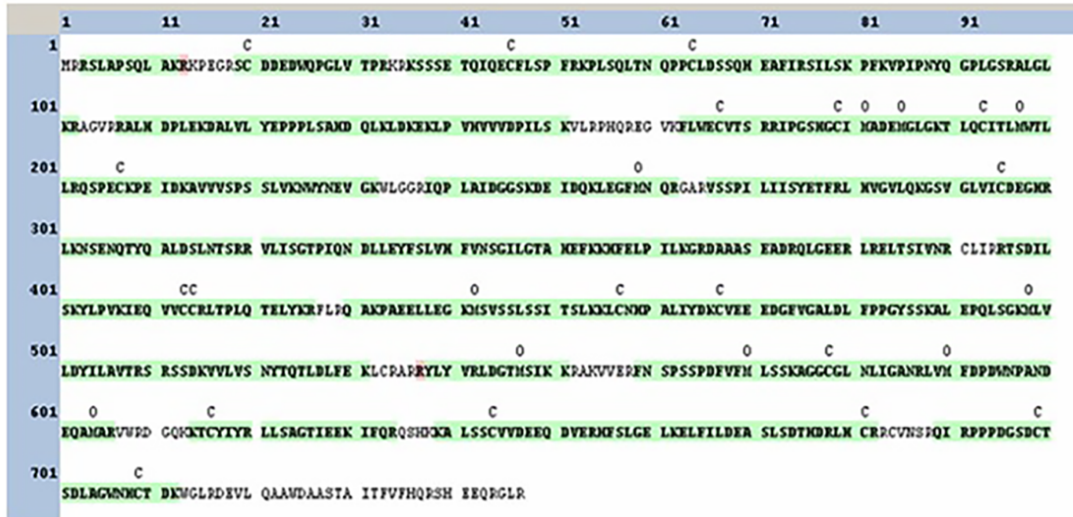 1 11 21 31 41 51 61 71 81 91
1 C C C
MRRSLAPSQL AKRKPEGRSC DDEDWQPGLV TPRKRKSSSE TQIQECFLSP FRKPLSQLTN QPPCLDSSQH EAFIRSILSK PFKVPIPNYQ GPLGSRALGL
101 C C O O C O
KRAGVRRALH DPLEKDALVL YEPPPLSAHD QLKLDKEKLP VHVVVDPILS KVLRPHQREG VKFLWECVTS RRIPGSHGCI MADEMGLGKT LQCITLMWTL
201 C O C
LRQSPECKPE IDKAVVVSPS SLVKNWYNEV GKWLGGRIQP LAIDGGSKDE IDQKLEGFMN QRGARVSSPI LIISYETFRL HVGVLQKGSV GLVICDEGHR
301
LKNSENQTYQ ALDSLNTSRR VLISGTPIQN DLLEYFSLVH FVNSGILGTA HEFKKHFELP ILKGRDAAAS EADRQLGEER LRELTSIVNR CLIRRTSDIL
401 CC O C C O
SKYLPVKIEQ VVCCRLTPLQ TELYKRFLRQ AKPAEELLEG KMSVSSLSSI TSLKKLCNHP ALIYDKCVEE EDGFVGALDL FPPGYSSKAL EPQLSGKMLV
501 O O C O
LDYILAVTRS RSSDKVVLVS NYTQTLDLFE KLCRARRYLY VRLDGTMSIK KRAKVVERFN SPSSPDFVFM LSSKAGGCGL NLIGANRLVM FDPDWNPAND
601 O C C C C
EQAMARVWRD GQKKTCYIYR LLSAGTIEEK IFQRQSHKKA LSSCVVDEEQ DVERHFSLGE LKELFILDEA SLSDTHDRLH CRRCVNSRQI RPPPDGSDCT
701 C
SDLAGWNHCT DKWGLRDEVL QAAWDAASTA ITFVFHQRSH EEQRGLR